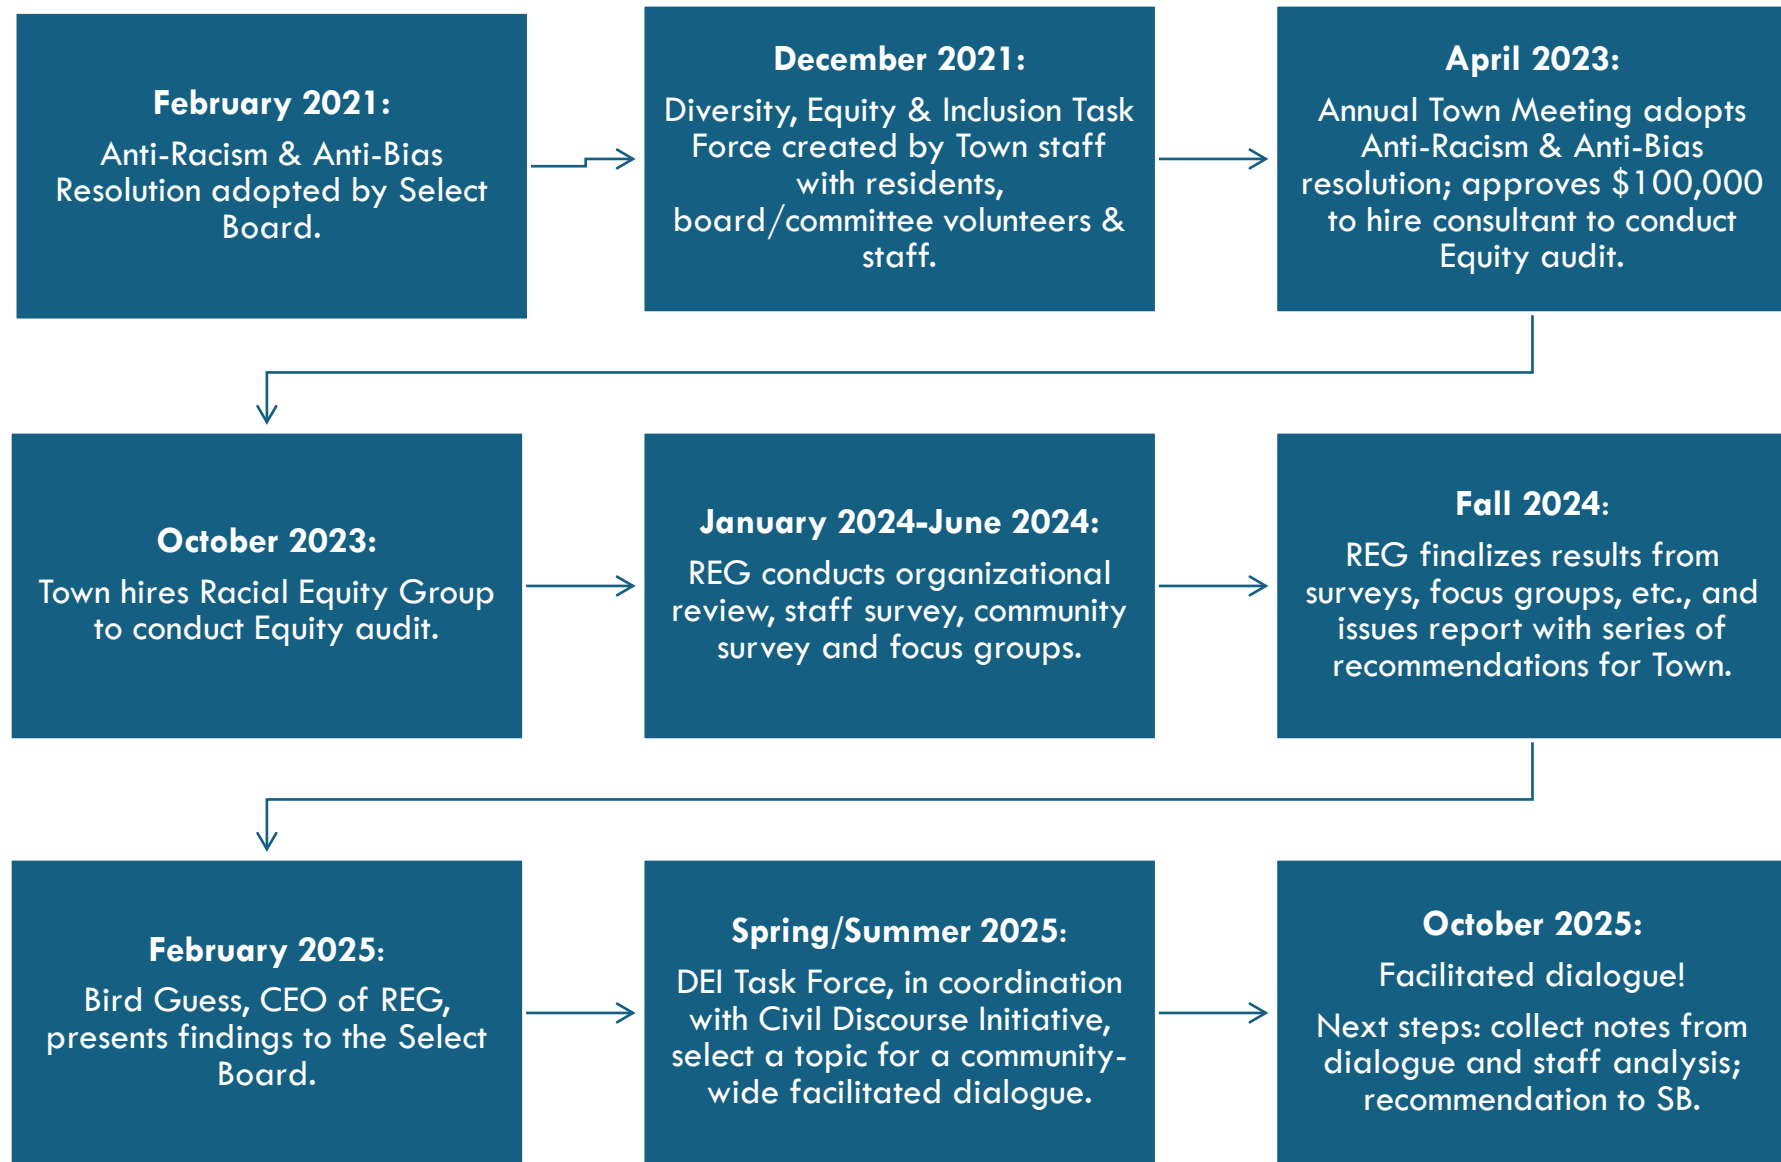 February 2021:
Anti-Racism & Anti-Bias
Resolution adopted by Select
Board.
December 2021:
Diversity, Equity & Inclusion Task
Force created by Town staff
with residents,
board/committee volunteers &
staff.
April 2023:
Annual Town Meeting adopts
Anti-Racism & Anti-Bias
resolution; approves $100,000
to hire consultant to conduct
Equity audit.
October 2023:
Town hires Racial Equity Group
to conduct Equity audit.
January 2024-June 2024:
REG conducts organizational
review, staff survey, community
survey and focus groups.
Fall 2024:
REG finalizes results from
surveys, focus groups, etc., and
issues report with series of
recommendations for Town.
February 2025:
Bird Guess, CEO of REG,
presents findings to the Select
Board.
Spring/Summer 2025:
DEI Task Force, in coordination
with Civil Discourse Initiative,
select a topic for a community-
wide facilitated dialogue.
October 2025:
Facilitated dialogue!
Next steps: collect notes from
dialogue and staff analysis;
recommendation to SB.